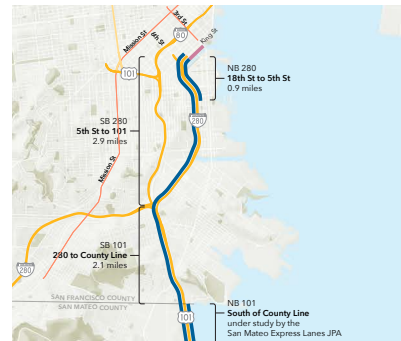 3rd St
Mission St
6th St
80
King St
101
NB 280
18th St to 5th St
0.9 miles
280
SB 280
5th St to 101
2.9 miles
Mission St
SB 101
280 to County Line
2.1 miles
280
SAN FRANCISCO COUNTY
SAN MATEO COUNTY
101
NB 101
South of County Line
under study by the
San Mateo Express Lanes JPA